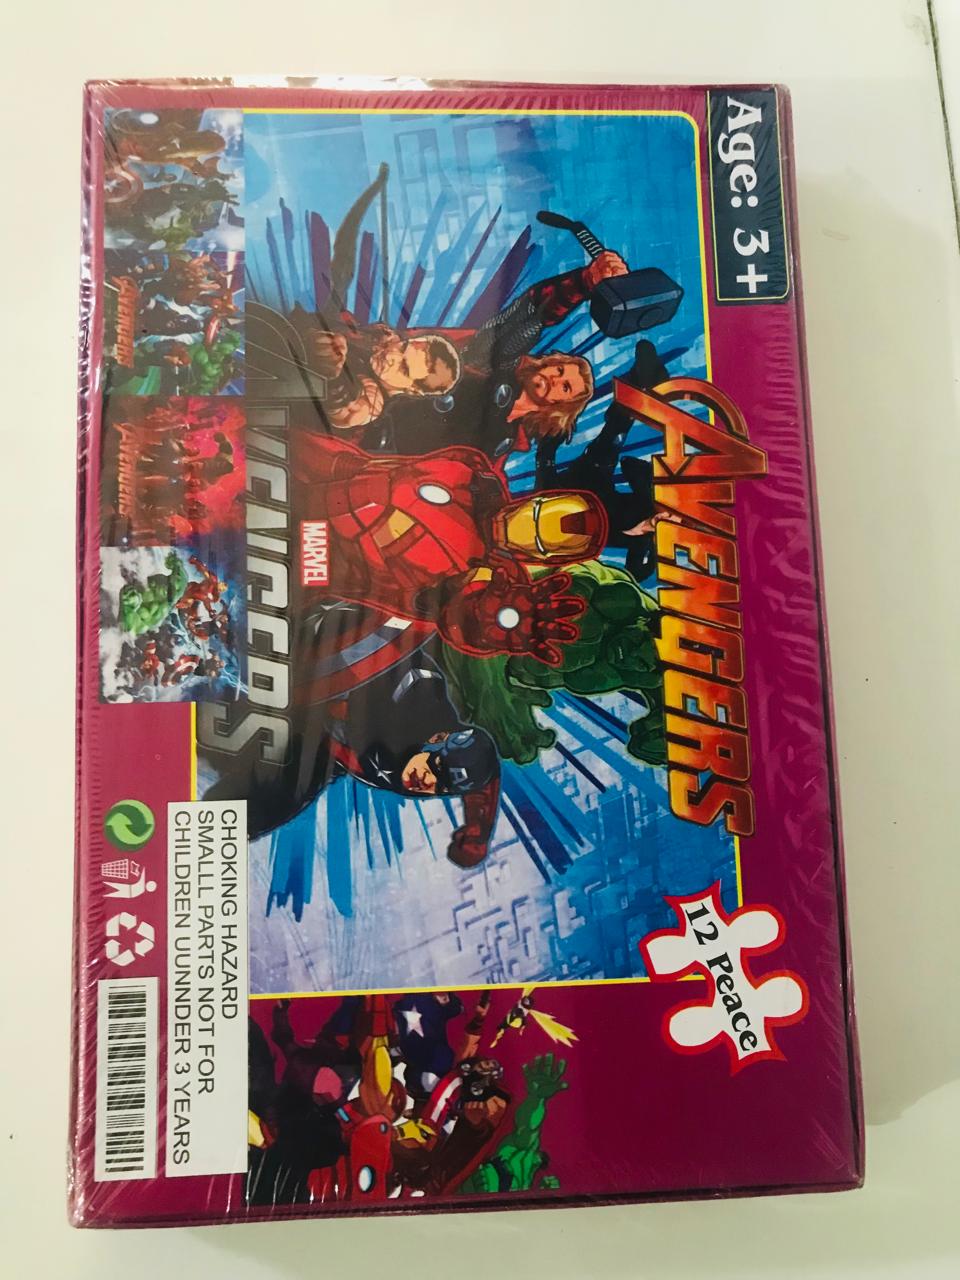 Age: 3+
AVENGERS
12 Peace
MARVEL
AVENGERS
AVENGERS
AVENGERS
CHOKING HAZARD
SMALLL PARTS NOT FOR
CHILDREN UUNNDER 3 YEARS